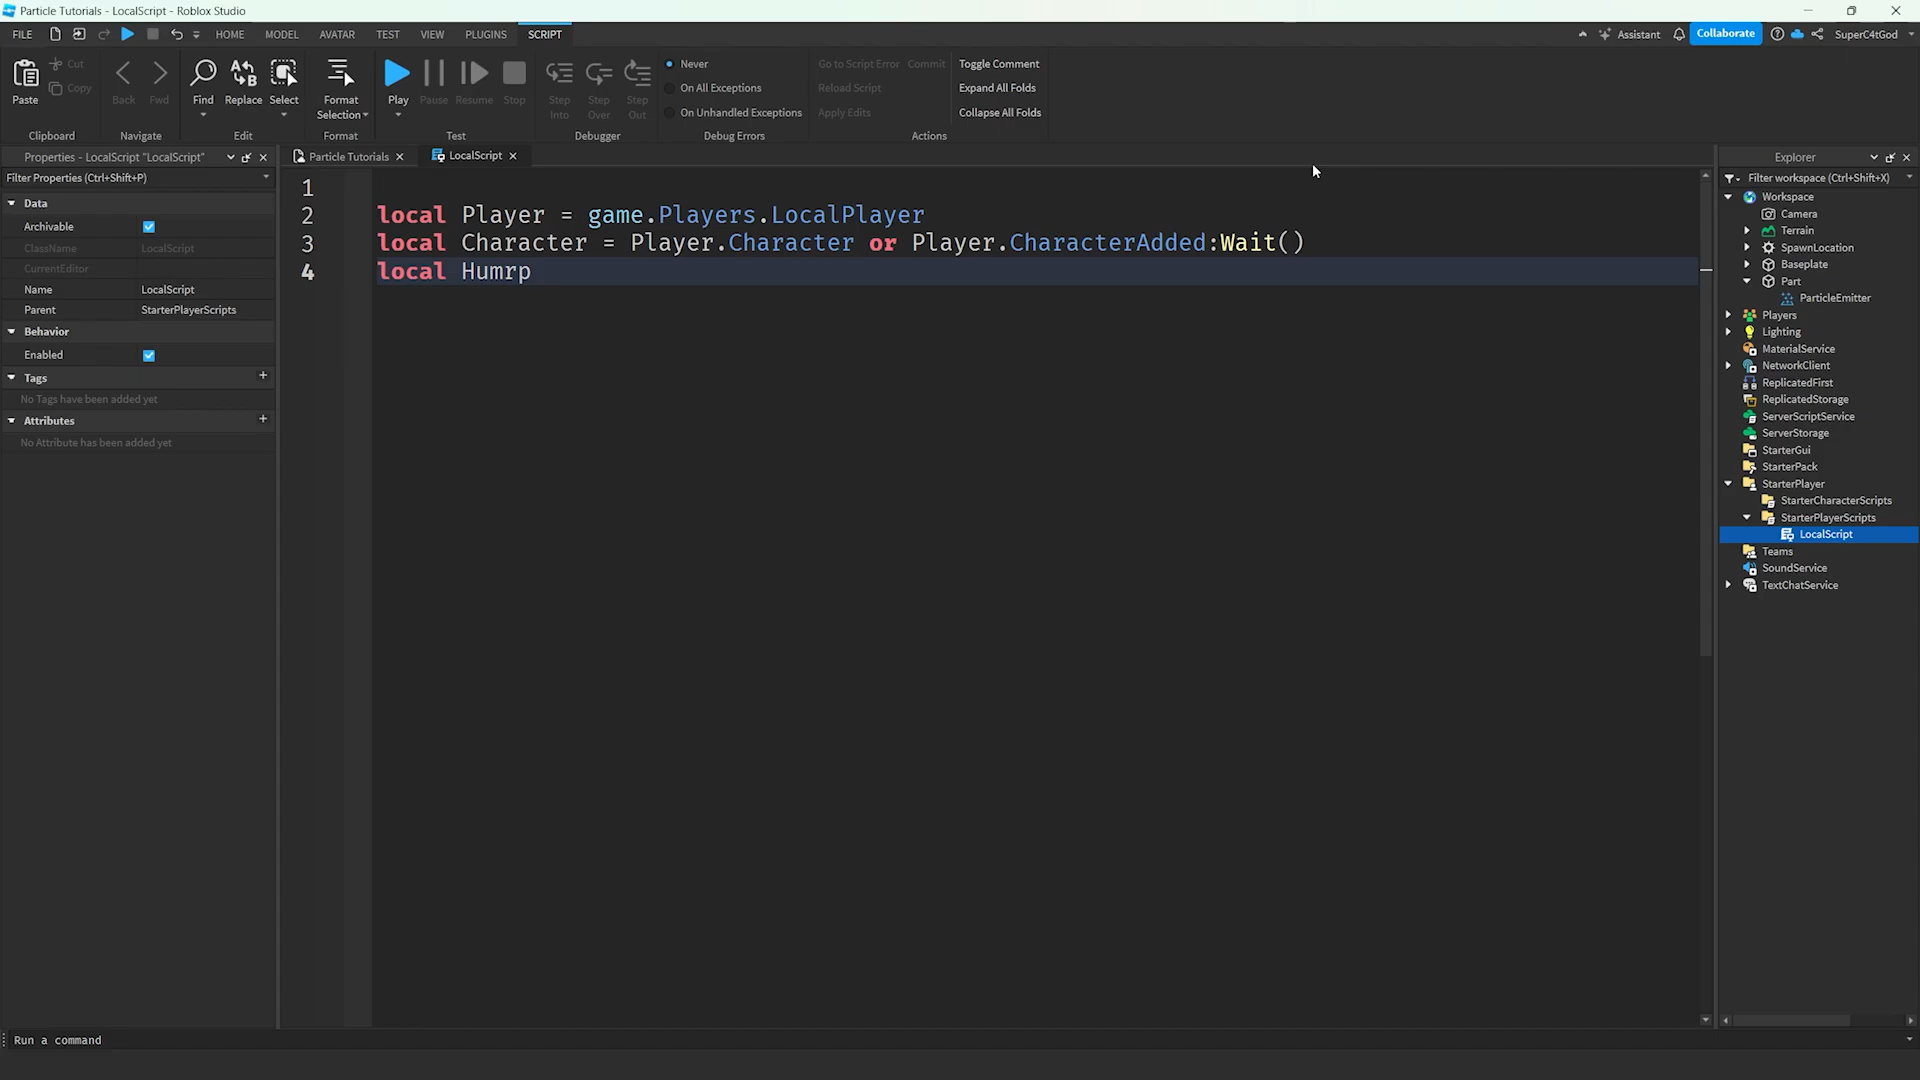 Particle Tutorials - LocalScript - Roblox Studio
FILE HOME MODEL AVATAR TEST VIEW PLUGINS SCRIPT Assistant Collaborate SuperC4tGod
Paste Cut Copy
Clipboard
Back Fwd
Navigate
Find Replace Select
Edit
Format Selection
Format
Play Pause Resume Stop
Test
Step Into Step Over Step Out
Debugger
Never
On All Exceptions
On Unhandled Exceptions
Debug Errors
Go to Script Error Commit
Reload Script
Apply Edits
Toggle Comment
Expand All Folds
Collapse All Folds
Actions
Properties - LocalScript "LocalScript"
Filter Properties (Ctrl+Shift+P)
Data
Archivable
ClassName LocalScript
CurrentEditor
Name LocalScript
Parent StarterPlayerScripts
Behavior
Enabled
Tags
No Tags have been added yet
Attributes
No Attribute has been added yet
Particle Tutorials LocalScript
1
2 local Player = game.Players.LocalPlayer
3 local Character = Player.Character or Player.CharacterAdded:Wait()
4 local Humrp
Explorer
Filter workspace (Ctrl+Shift+X)
Workspace
Camera
Terrain
SpawnLocation
Baseplate
Part
ParticleEmitter
Players
Lighting
MaterialService
NetworkClient
ReplicatedFirst
ReplicatedStorage
ServerScriptService
ServerStorage
StarterGui
StarterPack
StarterPlayer
StarterCharacterScripts
StarterPlayerScripts
LocalScript
Teams
SoundService
TextChatService
Run a command